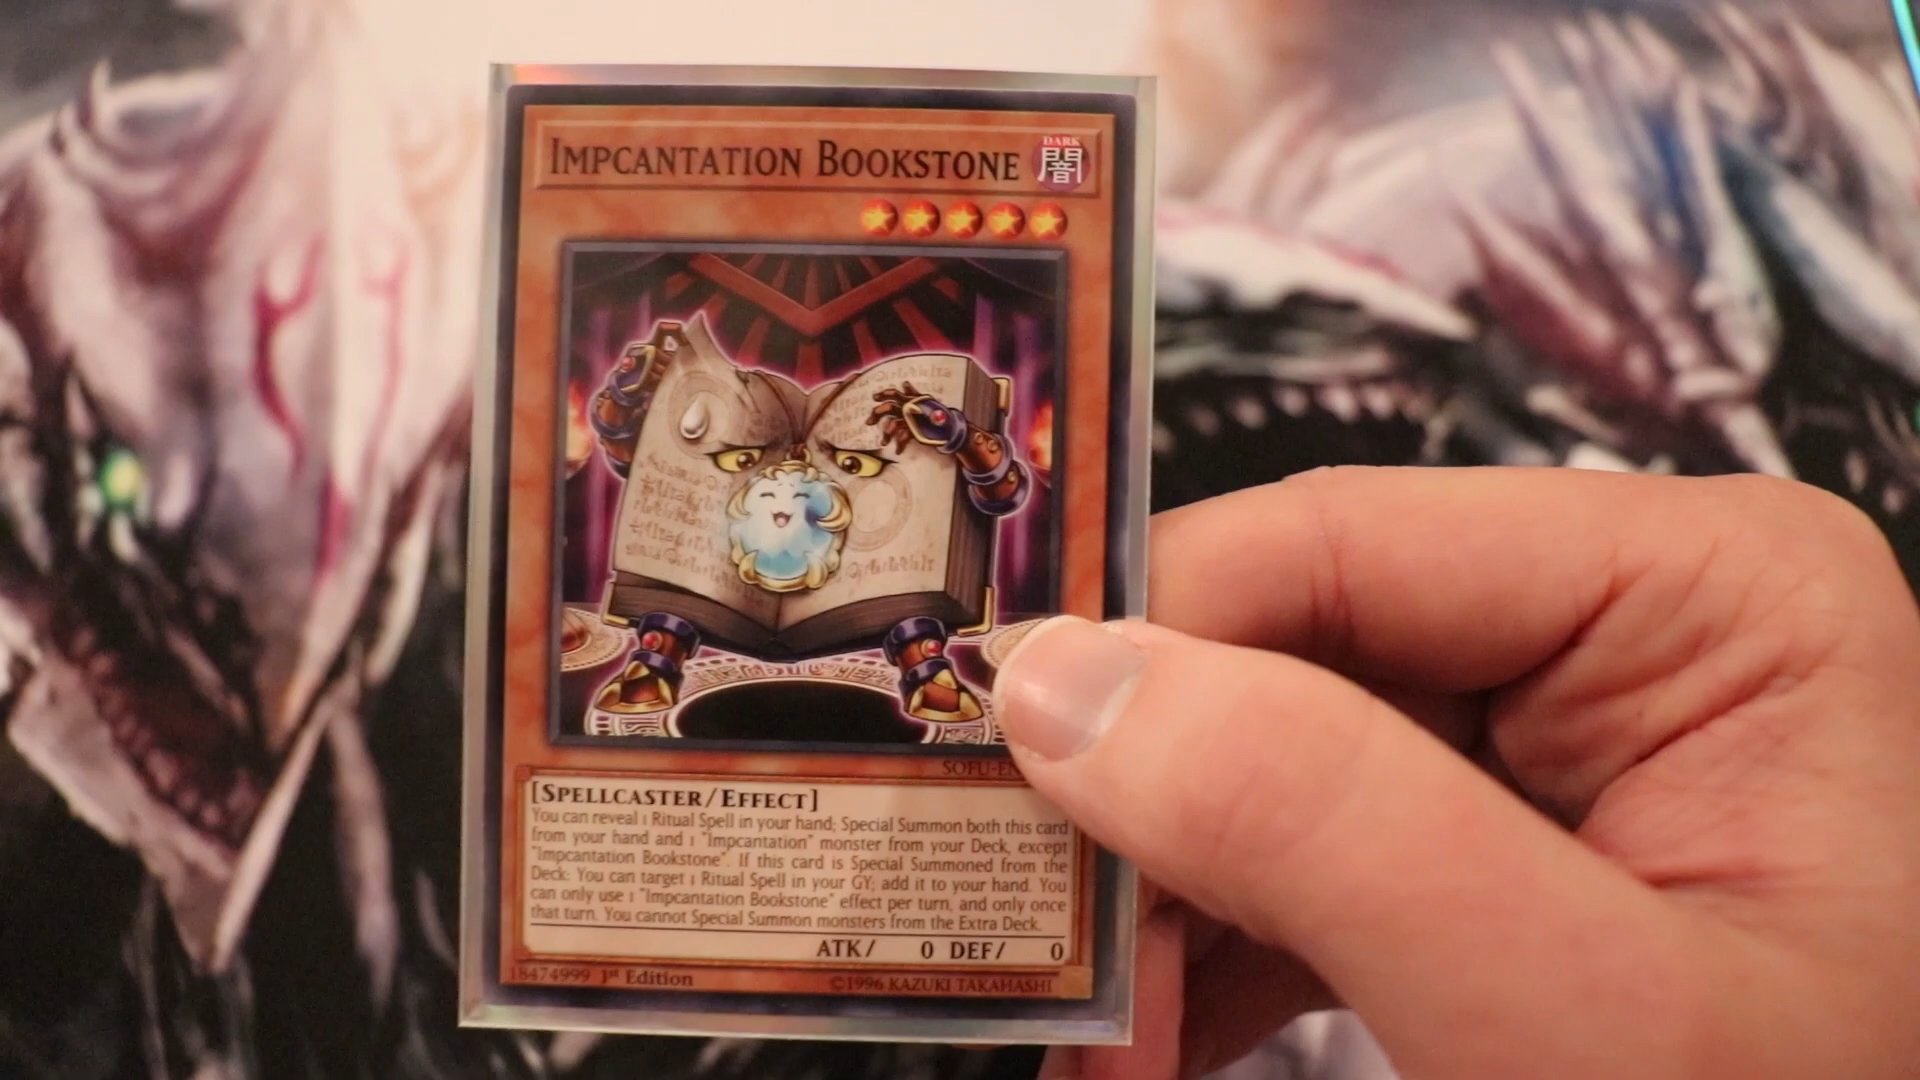 IMPCANTATION BOOKSTONE
DARK
闇
SOFU-EN
[SPELLCASTER/EFFECT]
You can reveal 1 Ritual Spell in your hand; Special Summon both this card
from your hand and 1 "Impcantation" monster from your Deck, except
"Impcantation Bookstone". If this card is Special Summoned from the
Deck: You can target 1 Ritual Spell in your GY; add it to your hand. You
can only use 1 "Impcantation Bookstone" effect per turn, and only once
that turn. You cannot Special Summon monsters from the Extra Deck.
ATK/ 0 DEF/ 0
18474999 1st Edition
©1996 KAZUKI TAKAHASHI